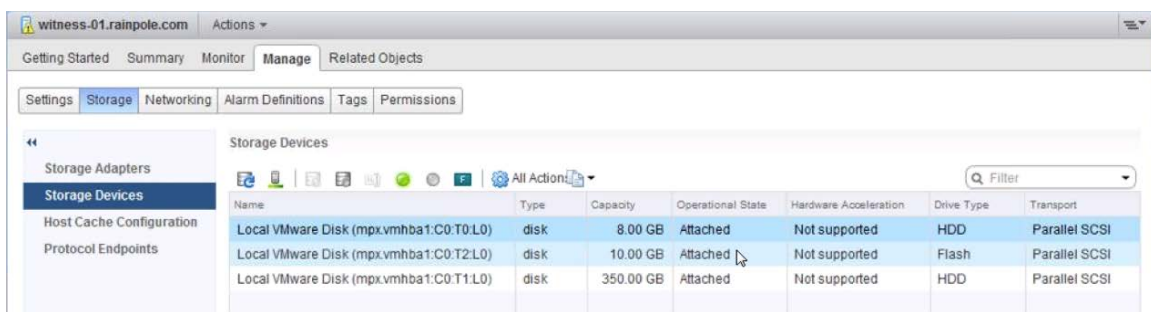 witness-01.rainpole.com Actions
Getting Started Summary Monitor Manage Related Objects
Settings Storage Networking Alarm Definitions Tags Permissions
Storage Adapters
Storage Devices
Host Cache Configuration
Protocol Endpoints
Storage Devices
F All Actions Filter
Name Type Capacity Operational State Hardware Acceleration Drive Type Transport
Local VMware Disk (mpx.vmhba1:C0:T0:L0) disk 8.00 GB Attached Not supported HDD Parallel SCSI
Local VMware Disk (mpx.vmhba1:C0:T2:L0) disk 10.00 GB Attached Not supported Flash Parallel SCSI
Local VMware Disk (mpx.vmhba1:C0:T1:L0) disk 350.00 GB Attached Not supported HDD Parallel SCSI